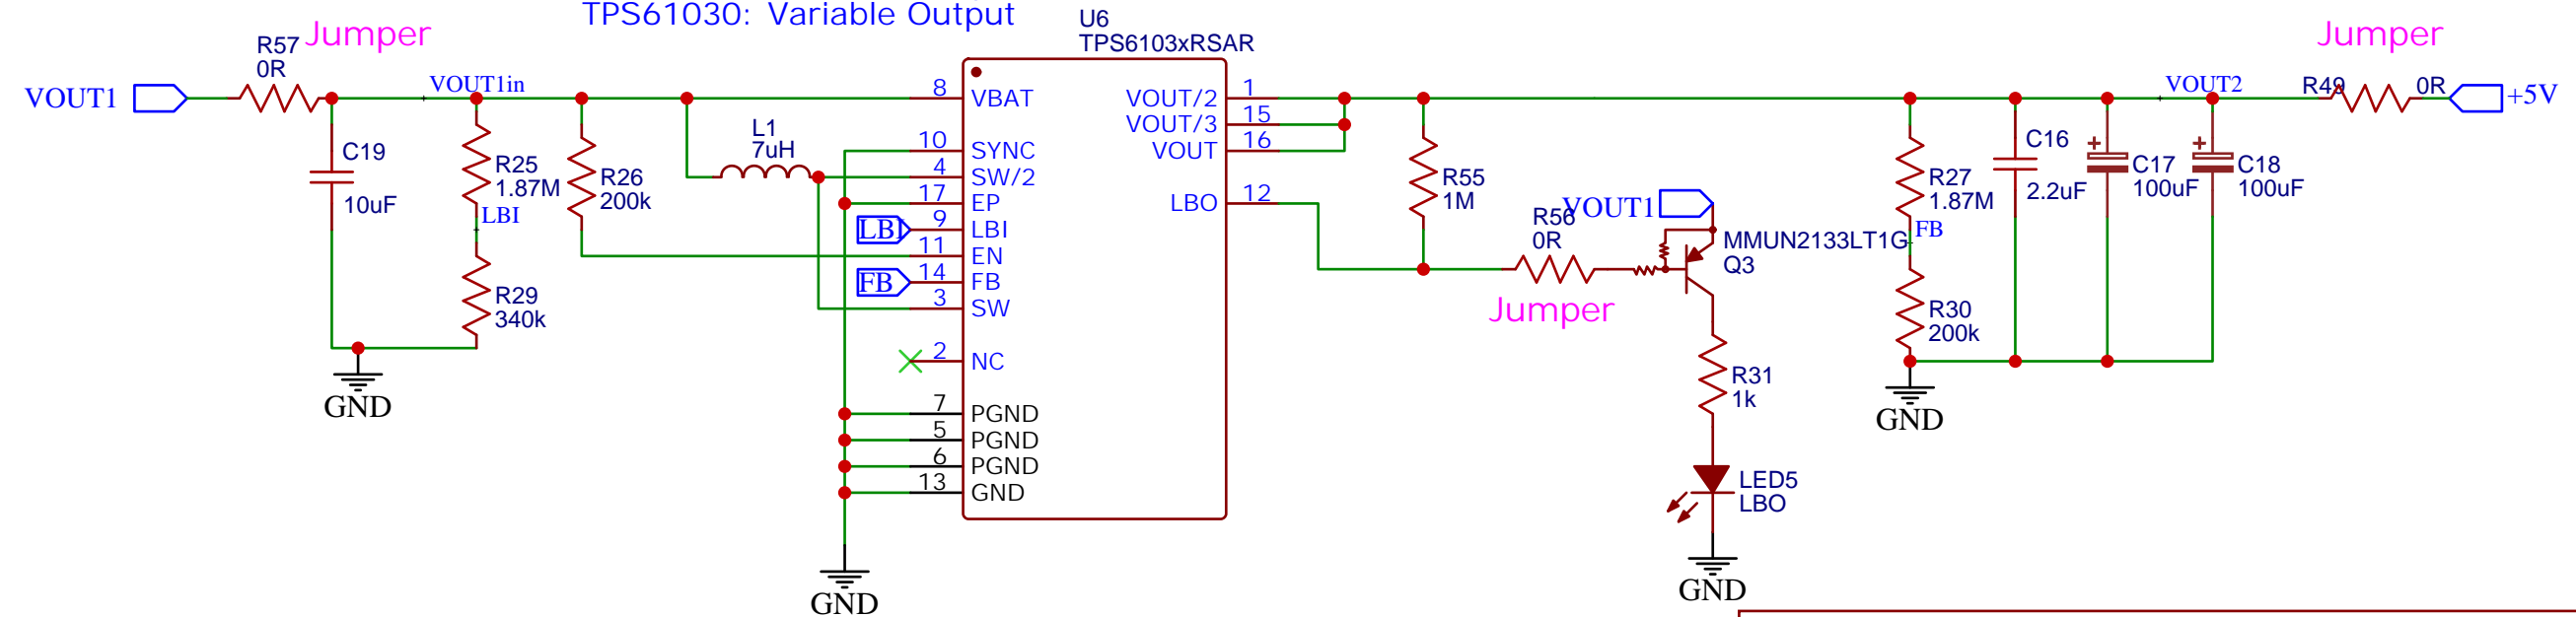 TPS61030: Variable Output
U6
TPS6103xRSAR
Jumper
R57
0R
VOUT1
VOUT1in
C19
10uF
R25
1.87M
LBI
R29
340k
GND
R26
200k
L1
7uH
LBI
FB
8 VBAT
10 SYNC
4 SW/2
17 EP
9 LBI
11 EN
14 FB
3 SW
2 NC
7 PGND
5 PGND
6 PGND
13 GND
GND
VOUT/2 1
VOUT/3 15
VOUT 16
LBO 12
R55
1M
R56
0R
Jumper
VOUT1
MMUN2133LT1G
Q3
R31
1k
LED5
LBO
GND
R27
1.87M
FB
R30
200k
GND
C16
2.2uF
+
C17
100uF
+
C18
100uF
VOUT2
Jumper
R49 0R
+5V